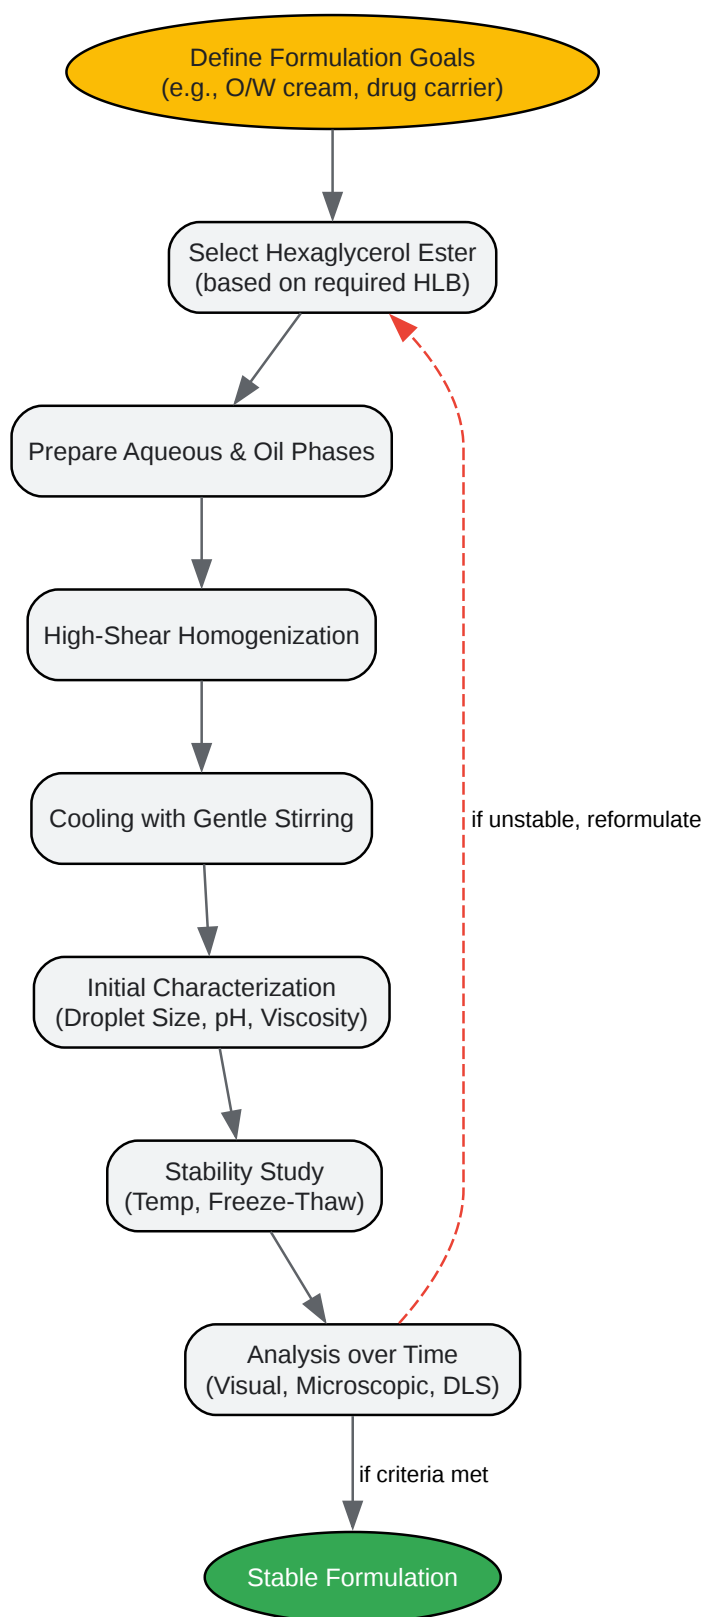 Define Formulation Goals
(e.g., O/W cream, drug carrier)
Select Hexaglycerol Ester
(based on required HLB)
Prepare Aqueous & Oil Phases
High-Shear Homogenization
Cooling with Gentle Stirring
if unstable, reformulate
Initial Characterization
(Droplet Size, pH, Viscosity)
Stability Study
(Temp, Freeze-Thaw)
Analysis over Time
(Visual, Microscopic, DLS)
if criteria met
Stable Formulation